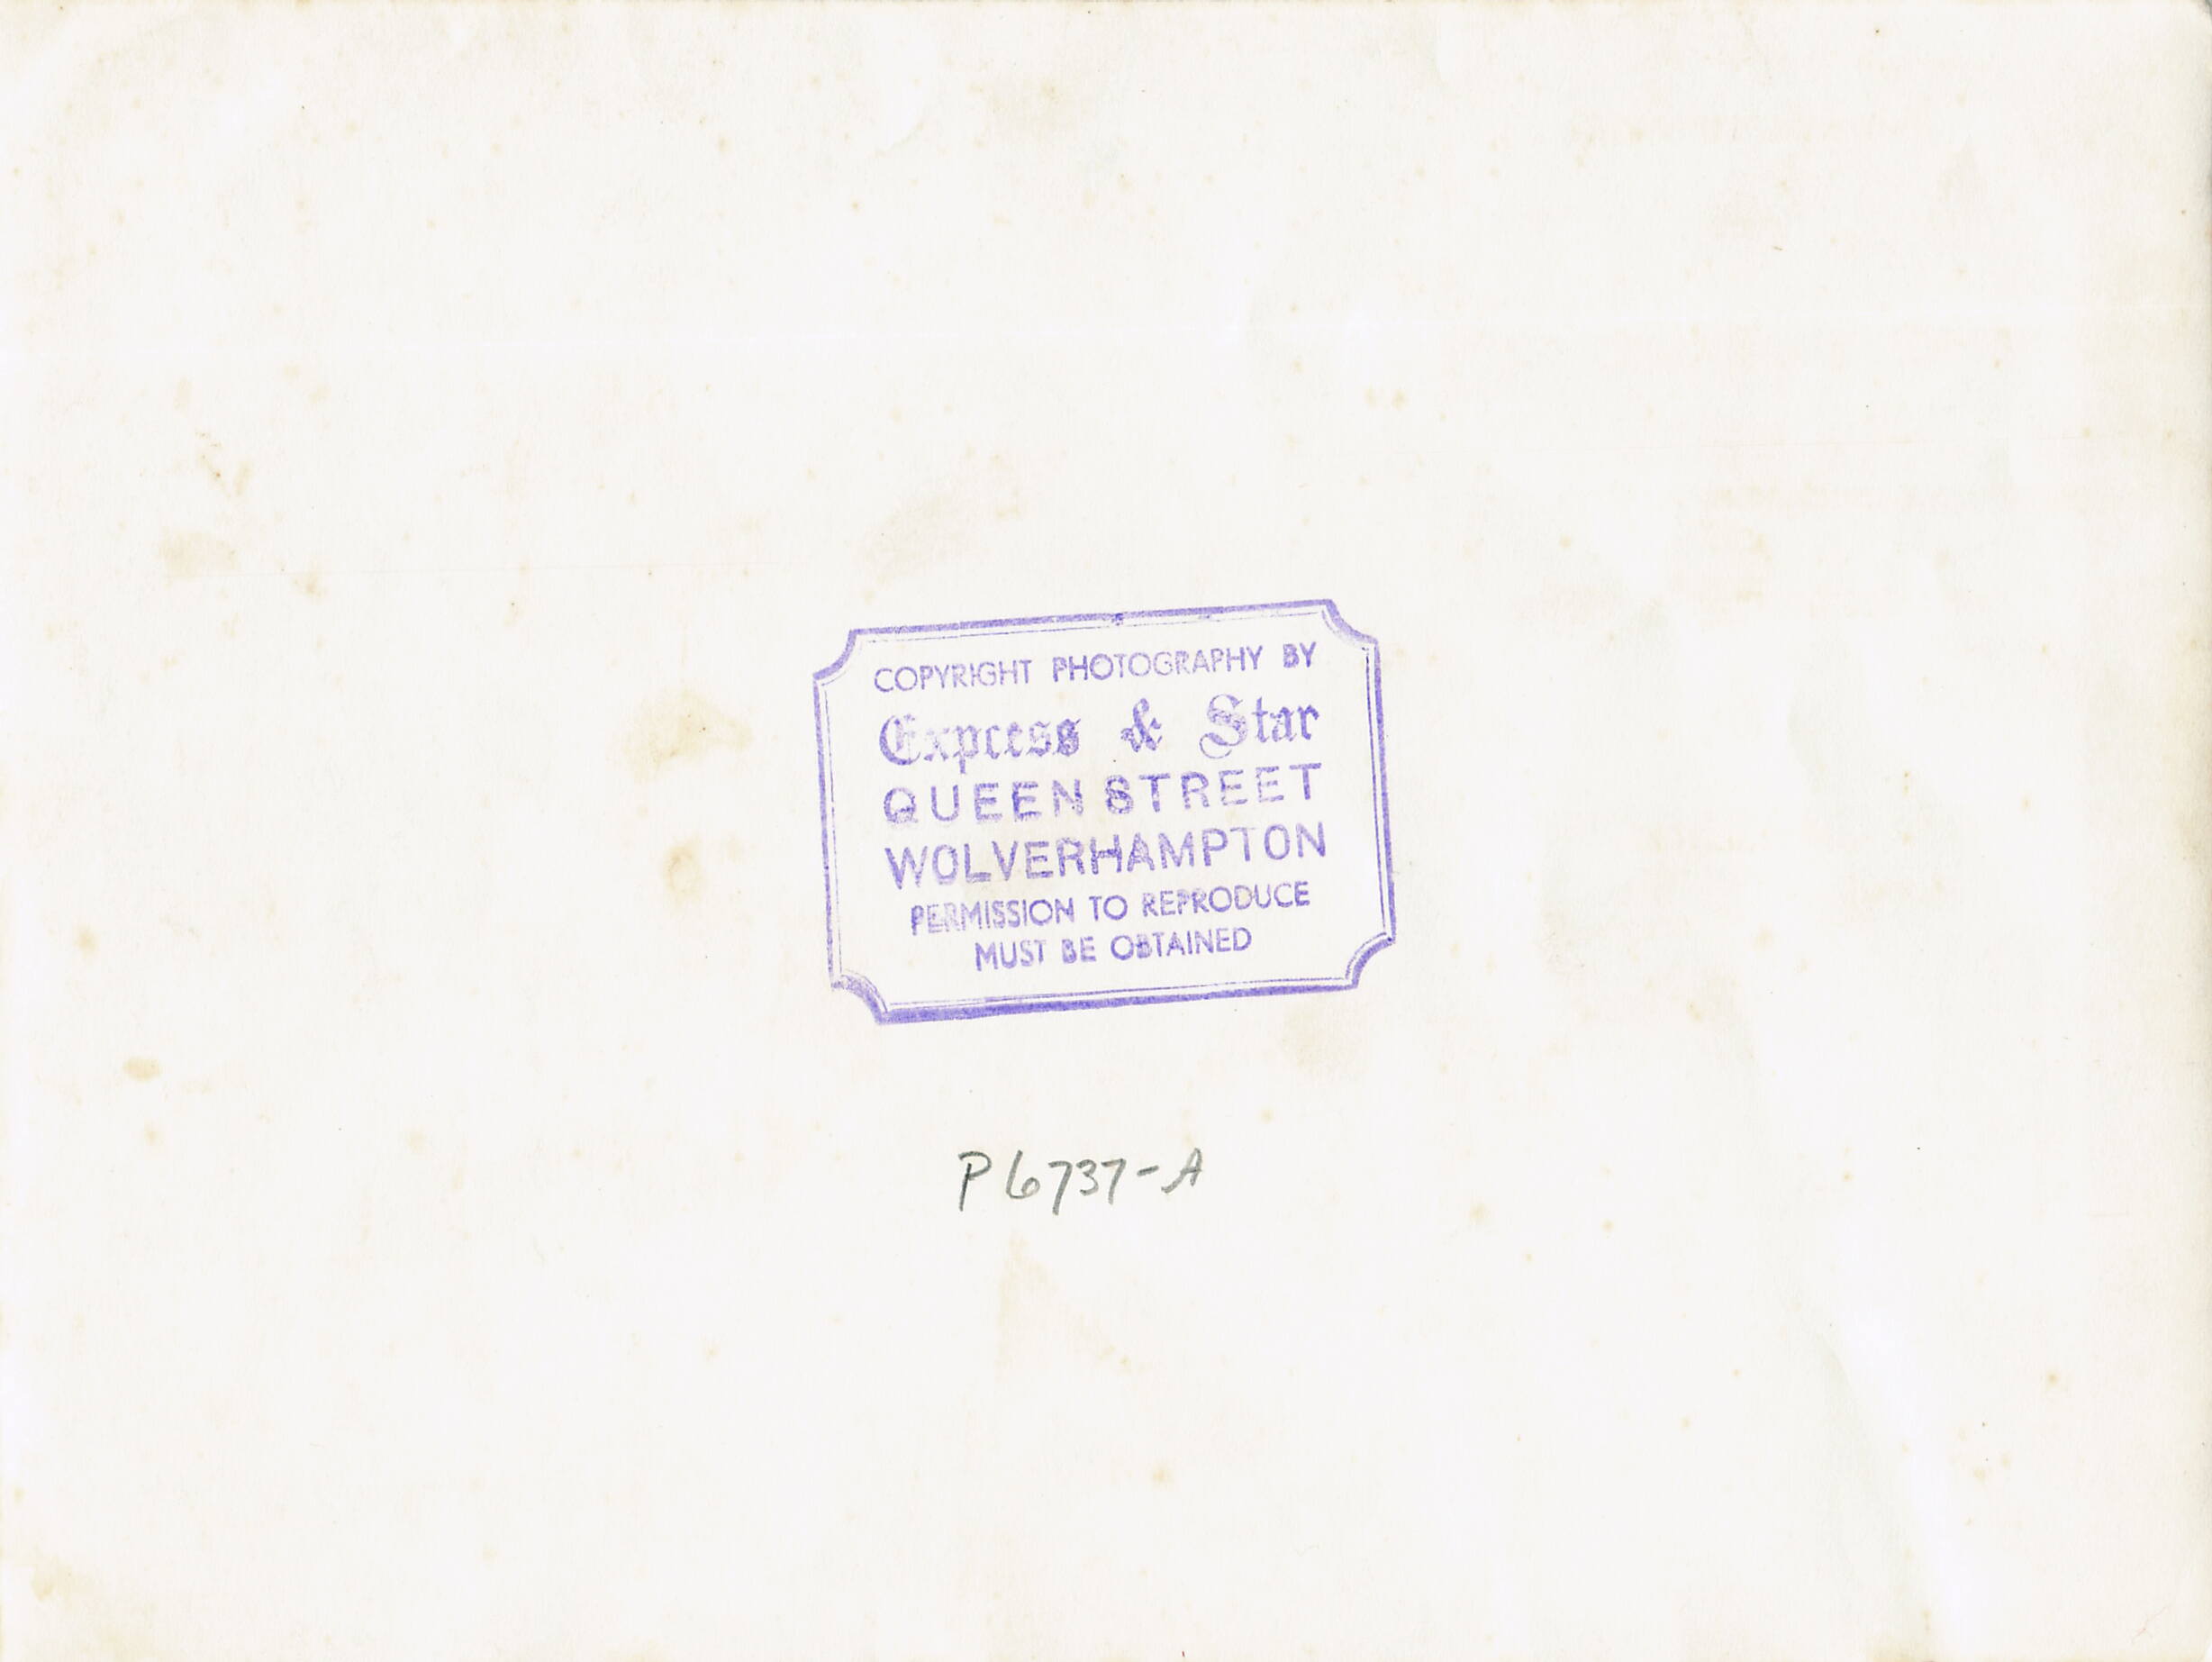 COPYRIGHT PHOTOGRAPHY BY
Express & Star
QUEEN STREET
WOLVERHAMPTON
PERMISSION TO REPRODUCE
MUST BE OBTAINED
P6737-A